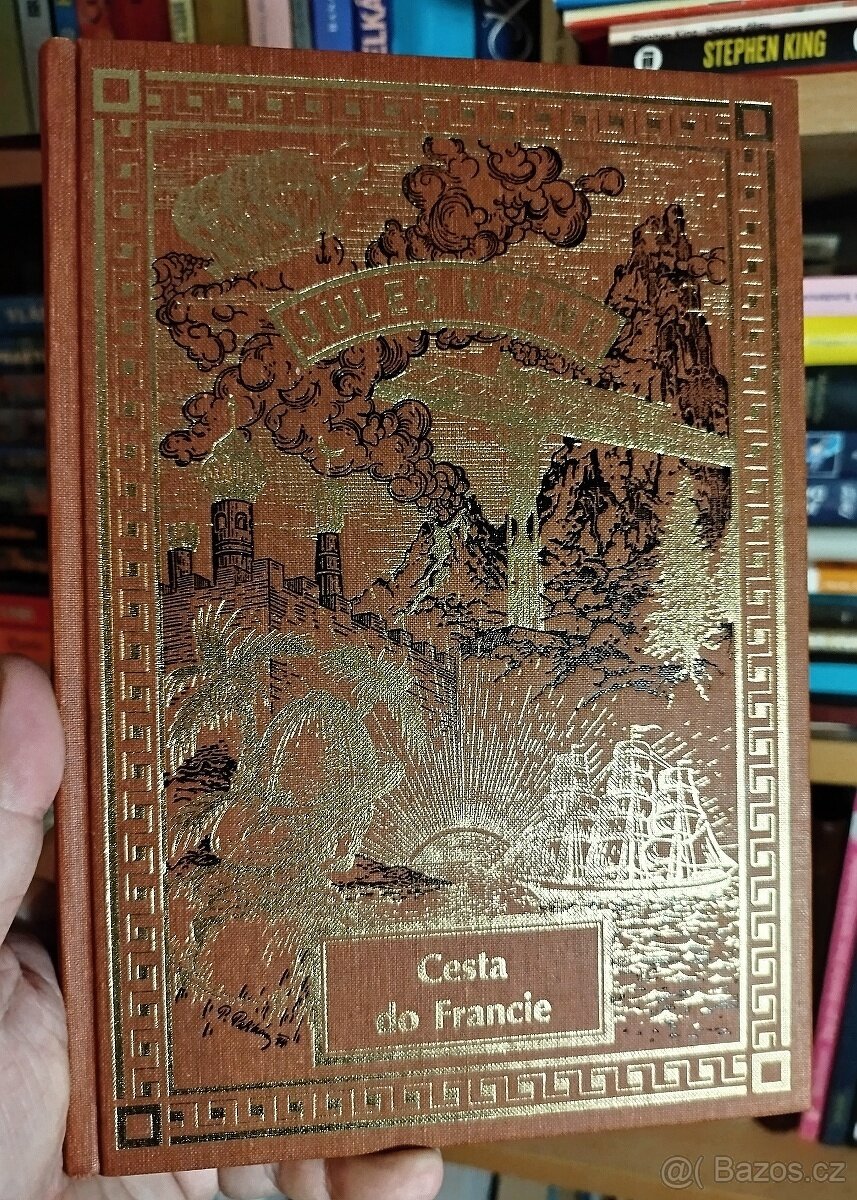 STEPHEN KING
JULES VERNE
Cesta
do Francie
@( Bazos.cz